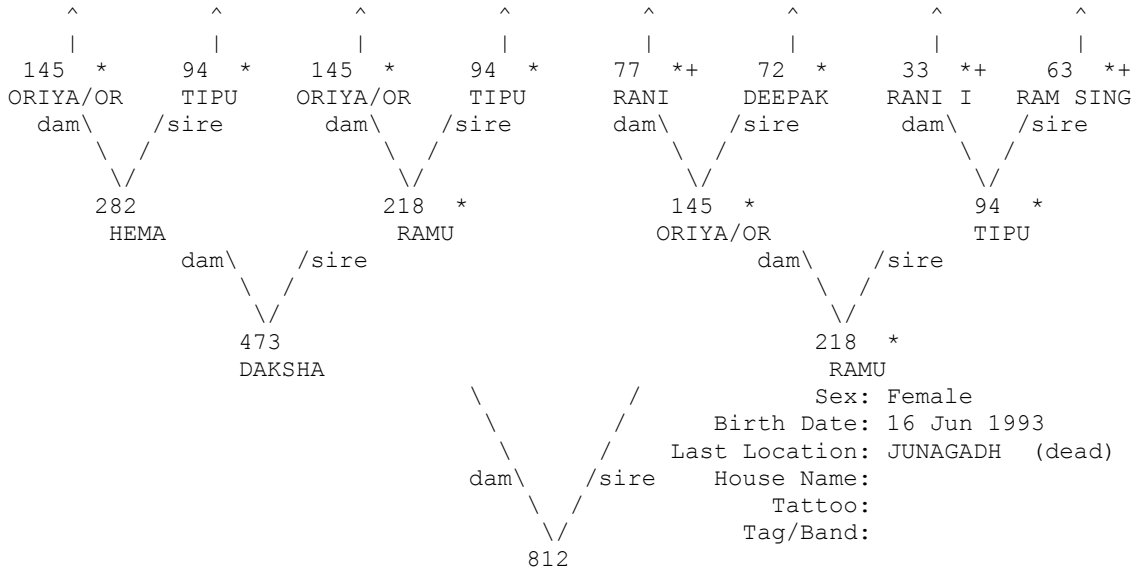 ^ ^ ^ ^ ^ ^ ^ ^
| | | | | | | |
145 * 94 * 145 * 94 * 77 *+ 72 * 33 *+ 63 *+
ORIYA/OR TIPU ORIYA/OR TIPU RANI DEEPAK RANI I RAM SING
dam\ /sire dam\ /sire dam\ /sire dam\ /sire
\ / \ / \ / \ /
\/ \/ \/ \/
282 218 * 145 * 94 *
HEMA RAMU ORIYA/OR TIPU
dam\ /sire dam\ /sire
\ / \ /
\/ \/
473 218 *
DAKSHA RAMU
\ / Sex: Female
\ / Birth Date: 16 Jun 1993
\ / Last Location: JUNAGADH (dead)
dam\ /sire House Name:
\ / Tattoo:
\/ Tag/Band:
812